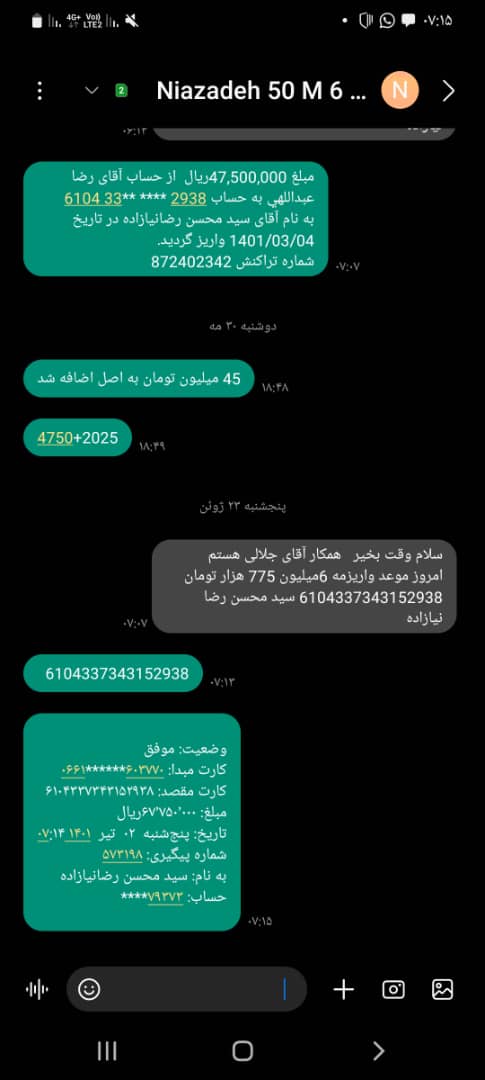 ۰۷:۱۵
4G+ Vo)) LTE2
Niazadeh 50 M 6 ...
N
2
۰۶:۱۳
مبلغ 47,500,000ریال از حساب آقای رضا
عبداللهي به حساب 2938 **** **33 6104
به نام آقای سید محسن رضانیازاده در تاریخ
1401/03/04 واریز گردید.
شماره تراکنش 872402342
۰۷:۰۷
دوشنبه ۳۰ مه
45 میلیون تومان به اصل اضافه شد
۱۸:۴۸
4750+2025
۱۸:۴۹
پنجشنبه ۲۳ ژوئن
سلام وقت بخیر همکار آقای جلالی هستم
امروز موعد واریزمه 6میلیون 775 هزار تومان
6104337343152938 سید محسن رضا
نیازاده
۰۷:۰۷
6104337343152938
۰۷:۱۳
وضعیت: موفق
کارت مبدا: ۶۰۳۷۷۰******۰۶۶۱
کارت مقصد: ۶۱۰۴۳۳۷۳۴۳۱۵۲۹۳۸
مبلغ: ۶۷٬۷۵۰٬۰۰۰ریال
تاریخ: پنج‌شنبه ۰۲ تیر ۱۴۰۱ ۰۷:۱۴
شماره پیگیری: ۵۷۳۱۹۸
به نام: سید محسن رضانیازاده
حساب: ۷۹۳۷۳****
۰۷:۱۵